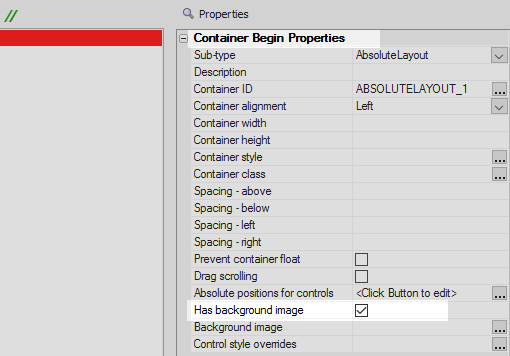 //
Properties
Container Begin Properties
Sub-type AbsoluteLayout
Description
Container ID ABSOLUTELAYOUT_1 ...
Container alignment Left
Container width
Container height
Container style ...
Container class ...
Spacing - above
Spacing - below
Spacing - left
Spacing - right
Prevent container float
Drag scrolling
Absolute positions for controls <Click Button to edit> ...
Has background image
Background image ...
Control style overrides ...